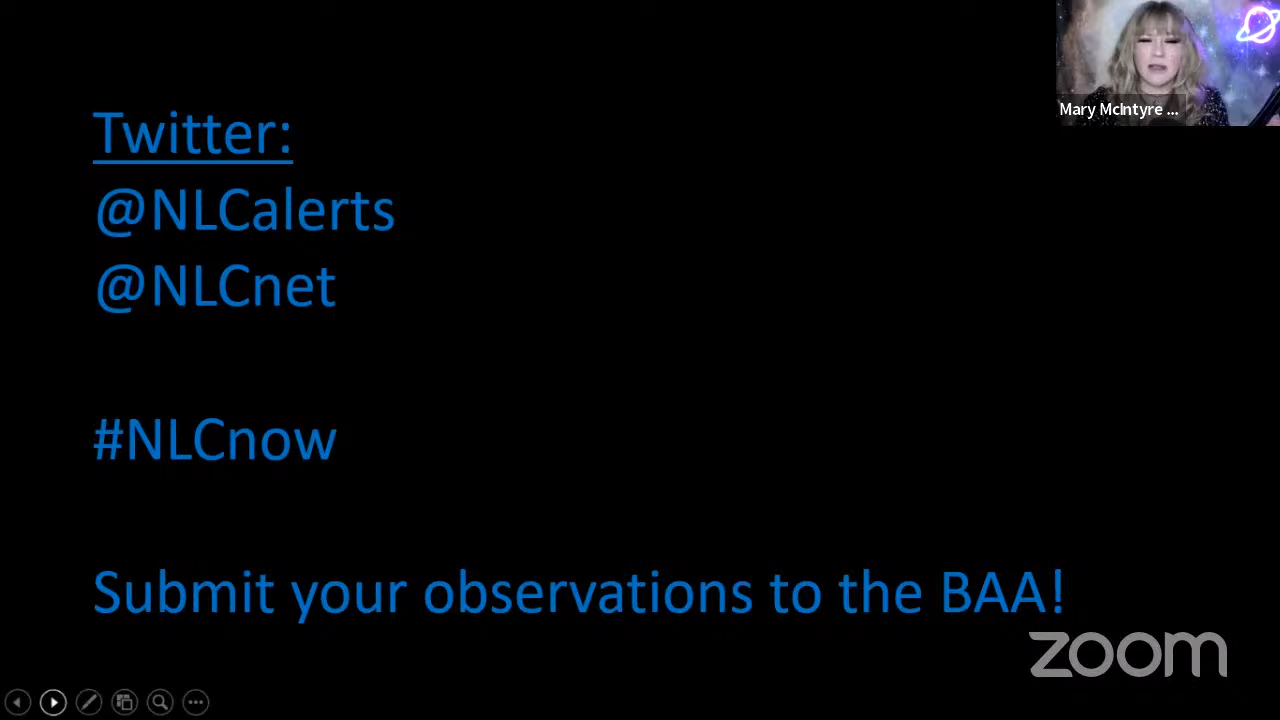 Mary McIntyre ...
Twitter:
@NLCalerts
@NLCnet
#NLCnow
Submit your observations to the BAA!
zoom